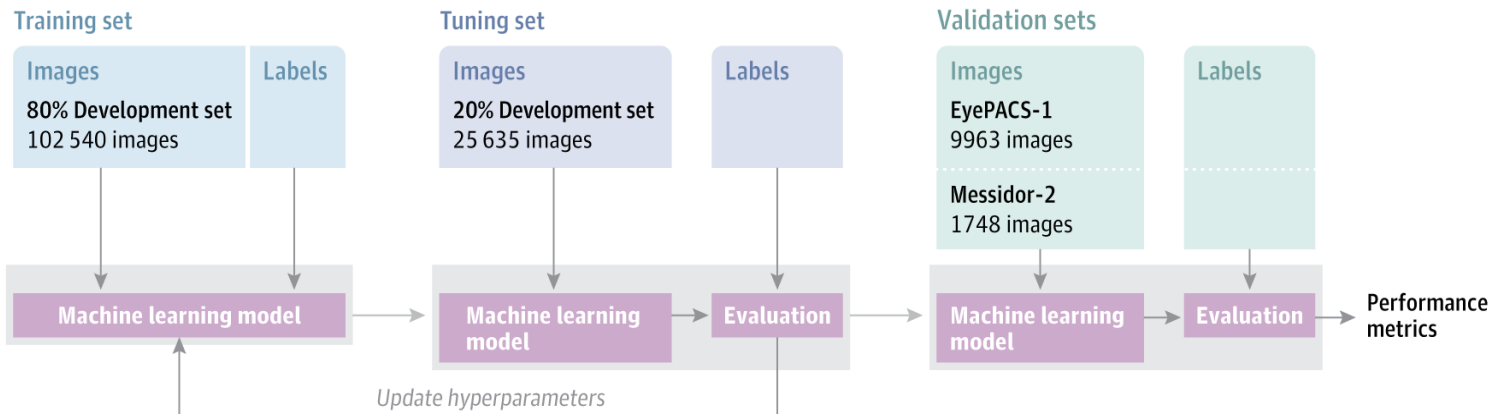 Training set
Images
Labels
80% Development set
102 540 images
Machine learning model
Tuning set
Images
Labels
20% Development set
25 635 images
Machine learning
model
Evaluation
Update hyperparameters
Validation sets
Images
Labels
EyePACS-1
9963 images
Messidor-2
1748 images
Machine learning
model
Evaluation
Performance
metrics